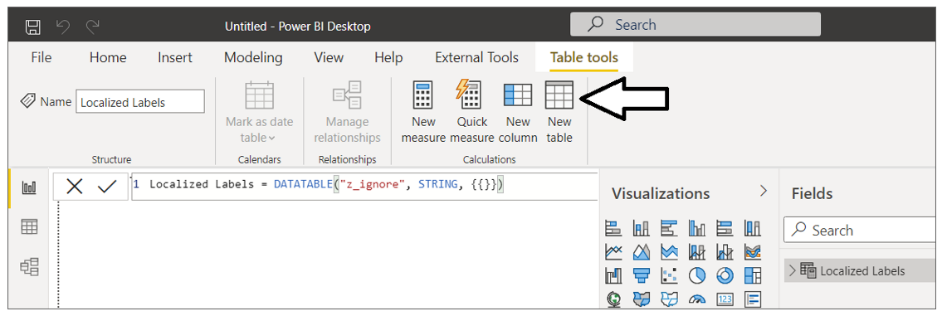 Untitled - Power BI Desktop
Search
File Home Insert Modeling View Help External Tools Table tools
Name Localized Labels
Mark as date table
Manage relationships
New measure
Quick measure
New column
New table
Structure Calendars Relationships Calculations
1 Localized Labels = DATATABLE("z_ignore", STRING, {{}})
Visualizations
Fields
Search
Localized Labels
123